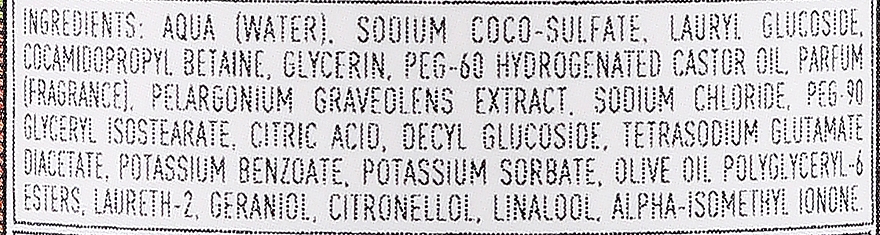 INGREDIENTS: AQUA (WATER), SODIUM COCO-SULFATE, LAURYL GLUCOSIDE,
COCAMIDOPROPYL BETAINE, GLYCERIN, PEG-60 HYDROGENATED CASTOR OIL, PARFUM
(FRAGRANCE), PELARGONIUM GRAVEOLENS EXTRACT, SODIUM CHLORIDE, PEG-90
GLYCERYL ISOSTEARATE, CITRIC ACID, DECYL GLUCOSIDE, TETRASODIUM GLUTAMATE
DIACETATE, POTASSIUM BENZOATE, POTASSIUM SORBATE, OLIVE OIL POLYGLYCERYL-6
ESTERS, LAURETH-2, GERANIOL, CITRONELLOL, LINALOOL, ALPHA-ISOMETHYL IONONE.